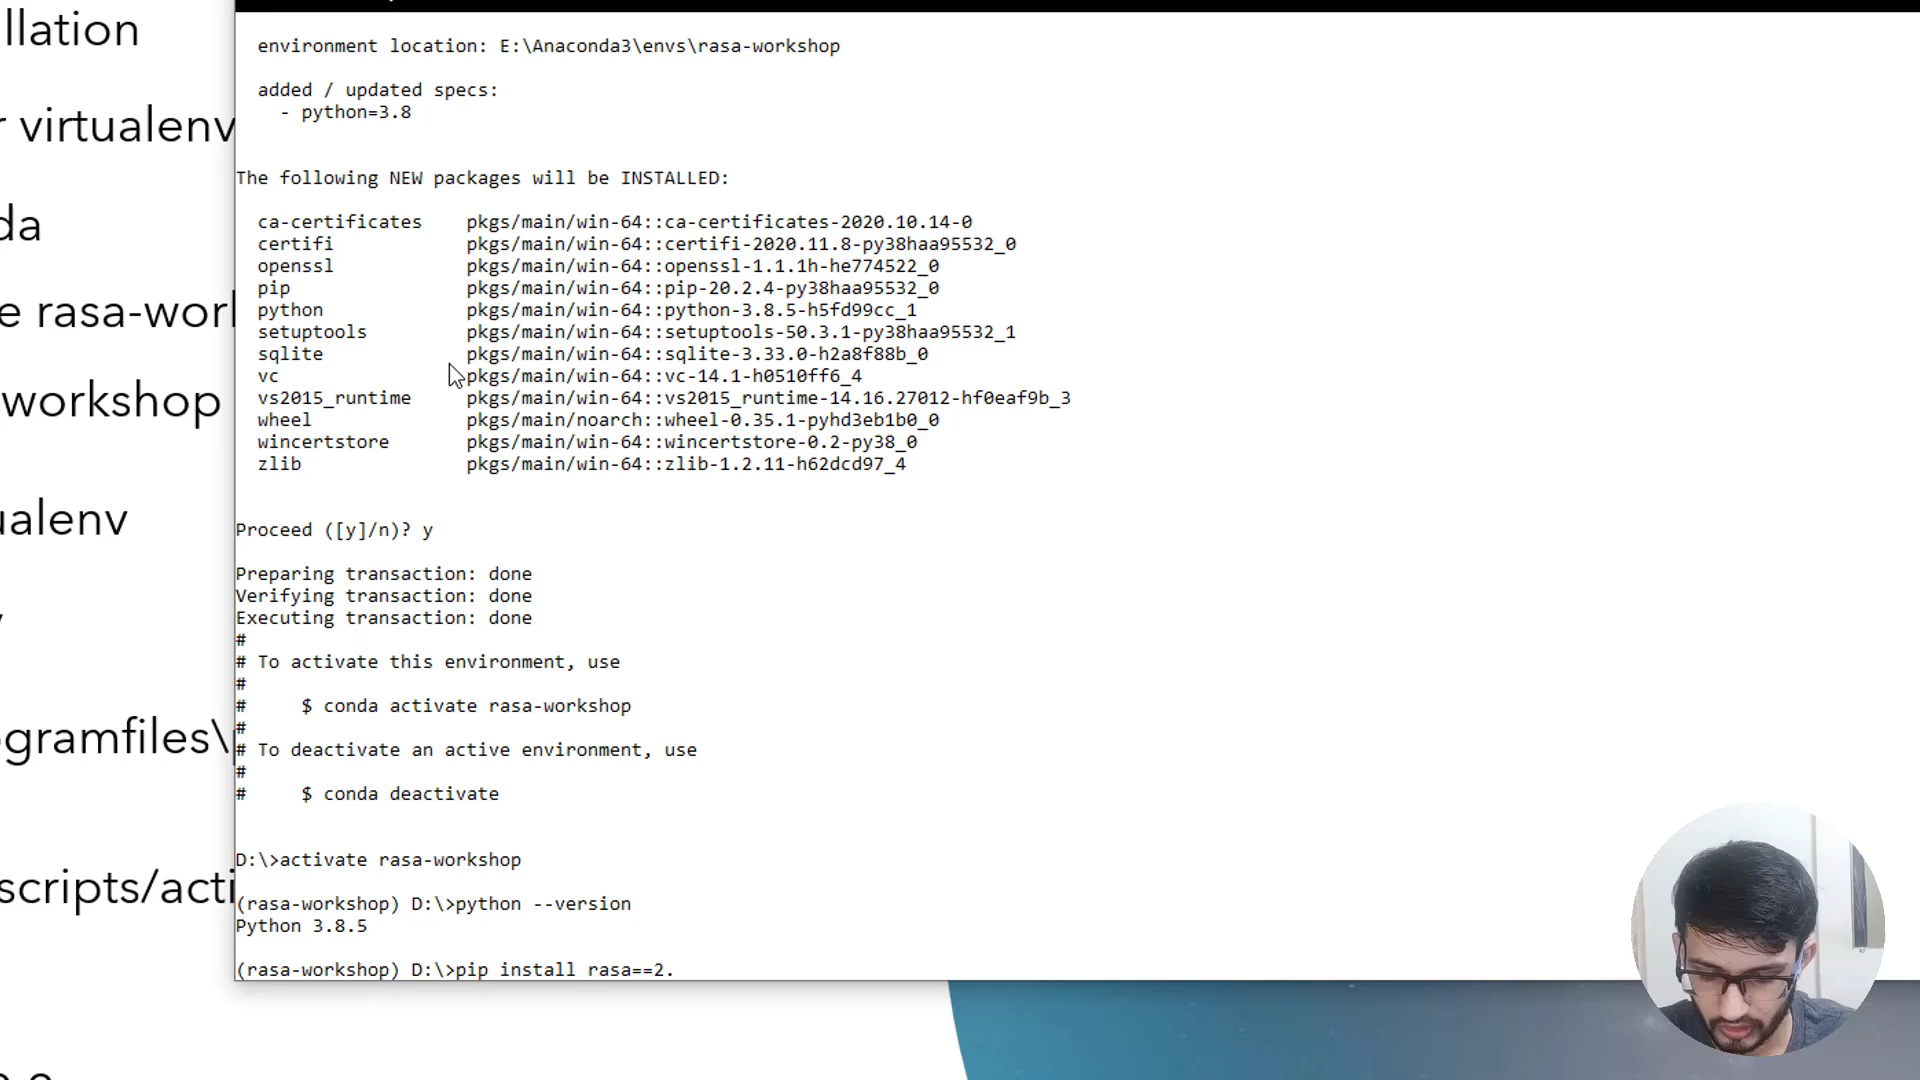 llation
r virtualenv
da
e rasa-work
workshop
ualenv
ogramfiles\
scripts/acti
environment location: E:\Anaconda3\envs\rasa-workshop
added / updated specs:
- python=3.8
The following NEW packages will be INSTALLED:
ca-certificates pkgs/main/win-64::ca-certificates-2020.10.14-0
certifi pkgs/main/win-64::certifi-2020.11.8-py38haa95532_0
openssl pkgs/main/win-64::openssl-1.1.1h-he774522_0
pip pkgs/main/win-64::pip-20.2.4-py38haa95532_0
python pkgs/main/win-64::python-3.8.5-h5fd99cc_1
setuptools pkgs/main/win-64::setuptools-50.3.1-py38haa95532_1
sqlite pkgs/main/win-64::sqlite-3.33.0-h2a8f88b_0
vc pkgs/main/win-64::vc-14.1-h0510ff6_4
vs2015_runtime pkgs/main/win-64::vs2015_runtime-14.16.27012-hf0eaf9b_3
wheel pkgs/main/noarch::wheel-0.35.1-pyhd3eb1b0_0
wincertstore pkgs/main/win-64::wincertstore-0.2-py38_0
zlib pkgs/main/win-64::zlib-1.2.11-h62dcd97_4
Proceed ([y]/n)? y
Preparing transaction: done
Verifying transaction: done
Executing transaction: done
#
# To activate this environment, use
#
# $ conda activate rasa-workshop
#
# To deactivate an active environment, use
#
# $ conda deactivate
D:\>activate rasa-workshop
(rasa-workshop) D:\>python --version
Python 3.8.5
(rasa-workshop) D:\>pip install rasa==2.